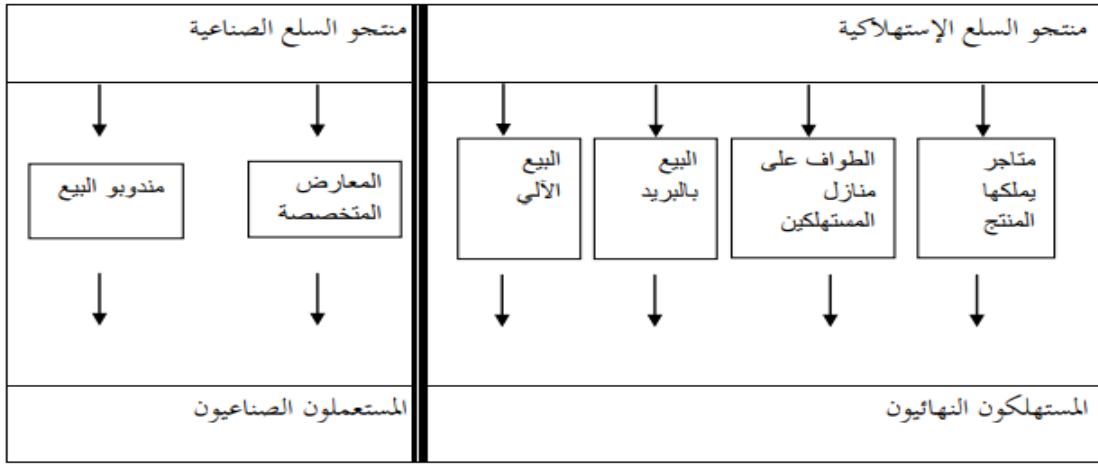 منتجو السلع الإستهلاكية
منتجو السلع الصناعية
متاجر
يملكها
المنتج
الطواف على
منازل
المستهلكين
البيع
بالبريد
البيع
الآلي
المعارض
المتخصصة
مندوبو البيع
المستهلكون النهائيون
المستعملون الصناعيون